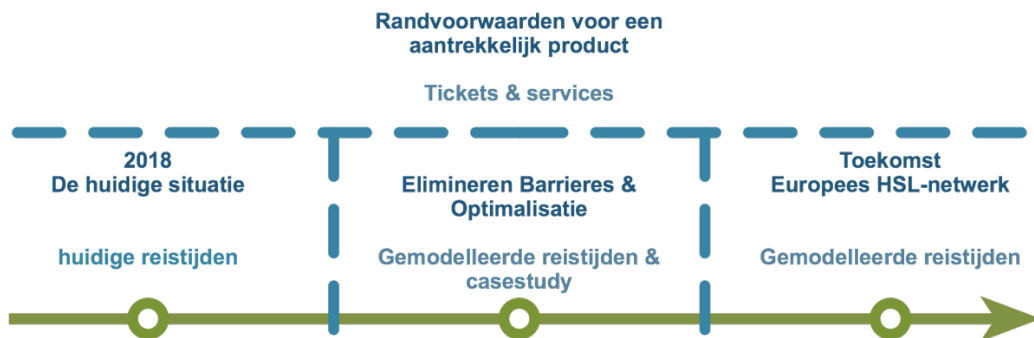 Randvoorwaarden voor een
aantrekkelijk product
Tickets & services
2018
De huidige situatie
huidige reistijden
Elimineren Barrieres &
Optimalisatie
Gemodelleerde reistijden &
casestudy
Toekomst
Europees HSL-netwerk
Gemodelleerde reistijden